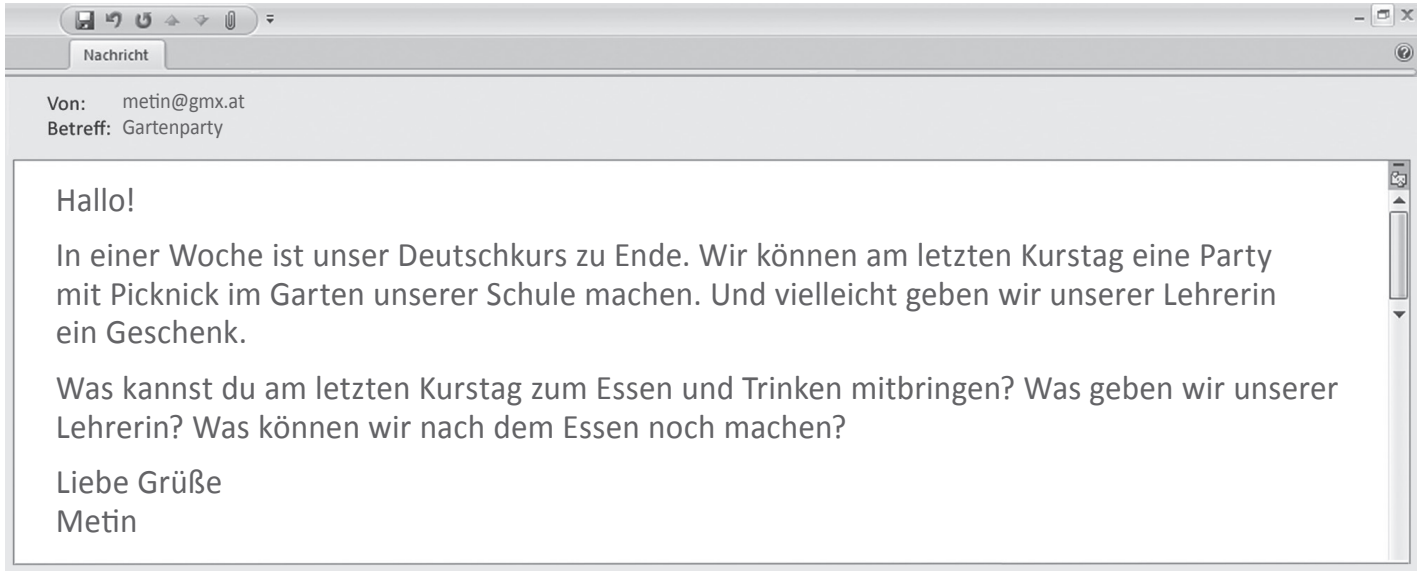 Nachricht
Von: metin@gmx.at
Betreff: Gartenparty
Hallo!
In einer Woche ist unser Deutschkurs zu Ende. Wir können am letzten Kurstag eine Party
mit Picknick im Garten unserer Schule machen. Und vielleicht geben wir unserer Lehrerin
ein Geschenk.
Was kannst du am letzten Kurstag zum Essen und Trinken mitbringen? Was geben wir unserer
Lehrerin? Was können wir nach dem Essen noch machen?
Liebe Grüße
Metin